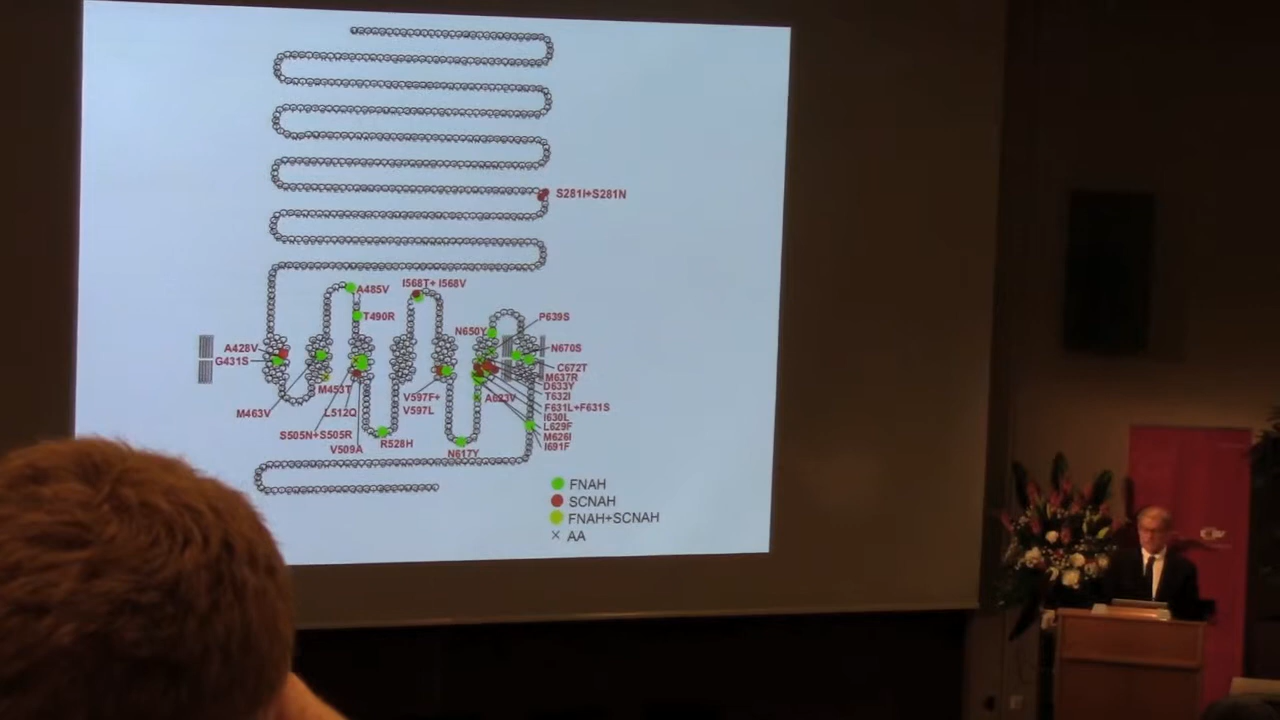 S281I+S281N
I568T+ I568V
A485V
T490R
N650Y
P639S
A428V
N670S
G431S
C672T
M637R
D633Y
M453T
V597F+
V597L
A623V
T632I
M463V
L512Q
F631L+F631S
I630L
L629F
S505N+S505R
R528H
M626I
V509A
N617Y
I691F
FNAH
SCNAH
FNAH+SCNAH
× AA